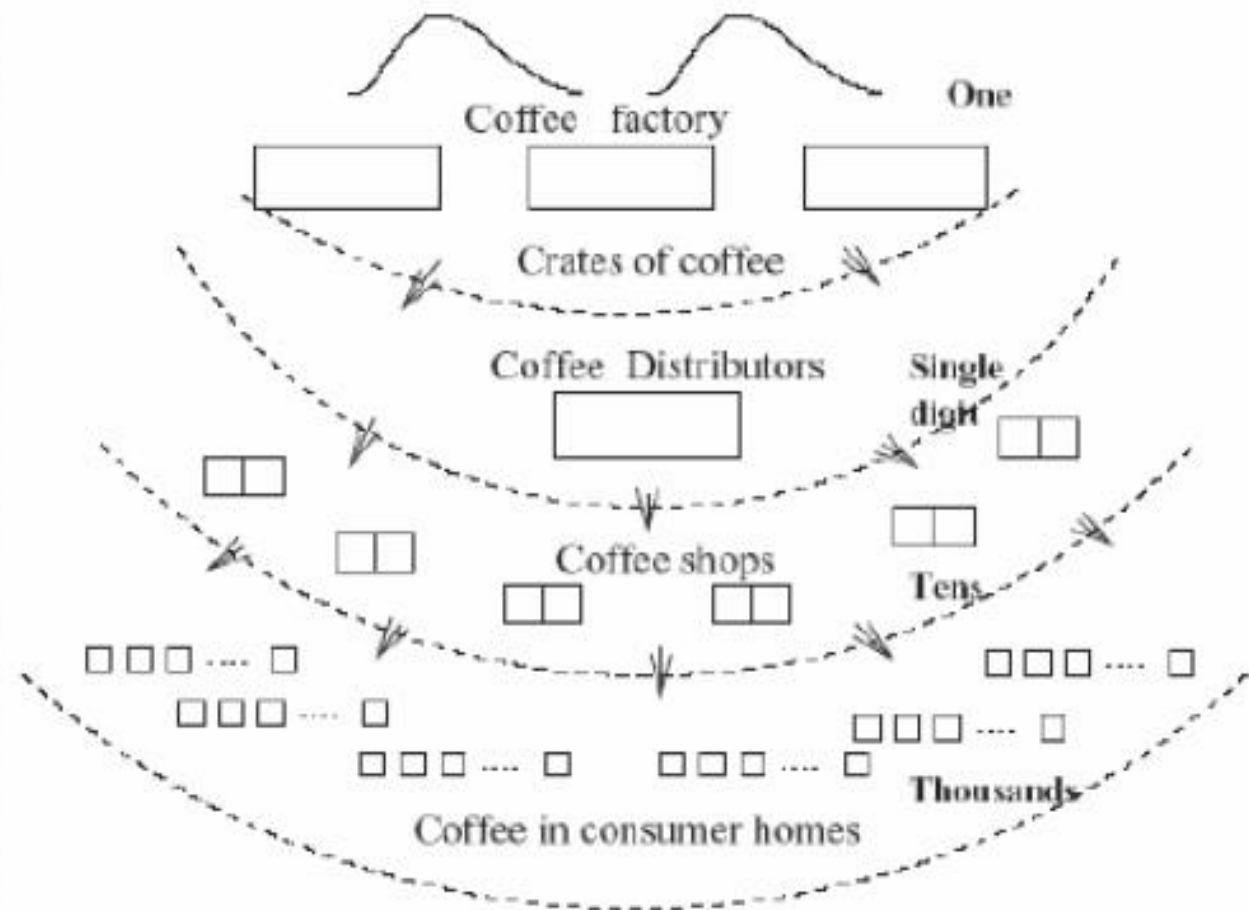 One
Coffee factory
Crates of coffee
Coffee Distributors
Single
digit
Coffee shops
Tens
Thousands
Coffee in consumer homes